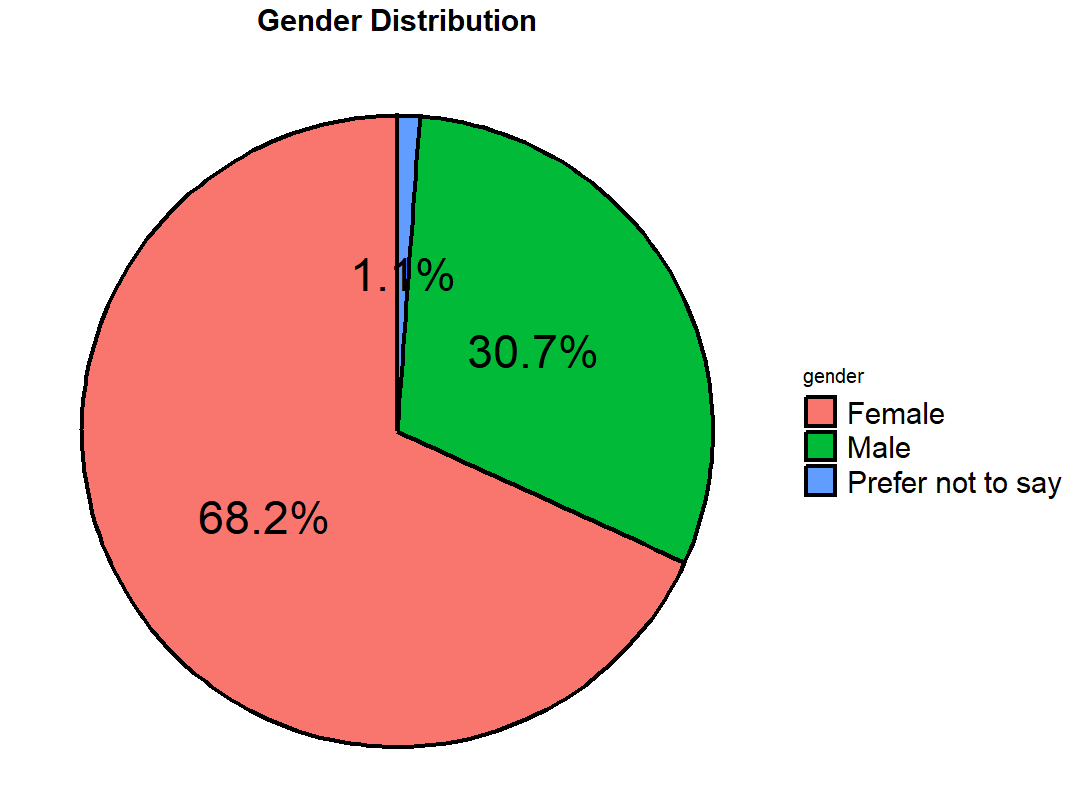 Gender Distribution
1.1%
30.7%
68.2%
gender
Female
Male
Prefer not to say